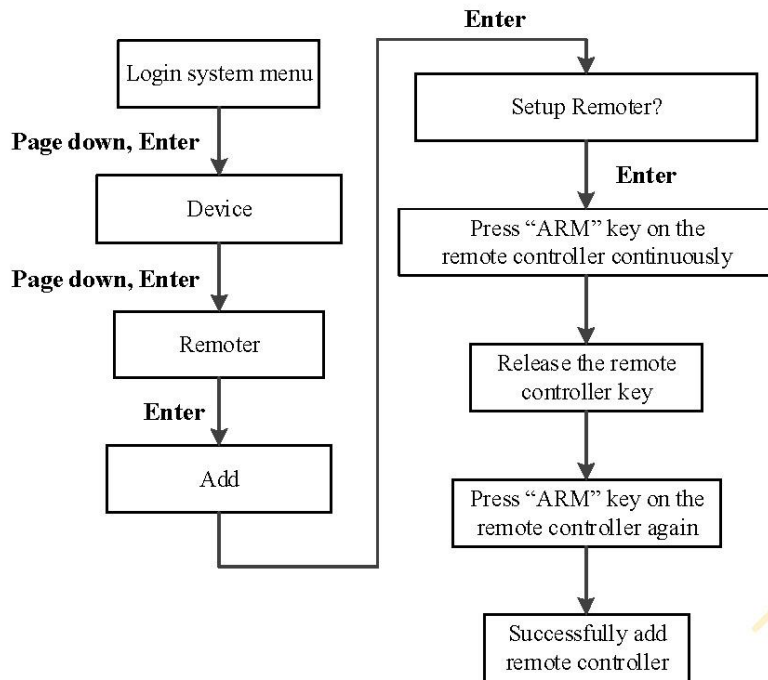 Login system menu
Page down, Enter
Device
Page down, Enter
Remoter
Enter
Add
Enter
Setup Remoter?
Enter
Press “ARM” key on the
remote controller continuously
Release the remote
controller key
Press “ARM” key on the
remote controller again
Successfully add
remote controller